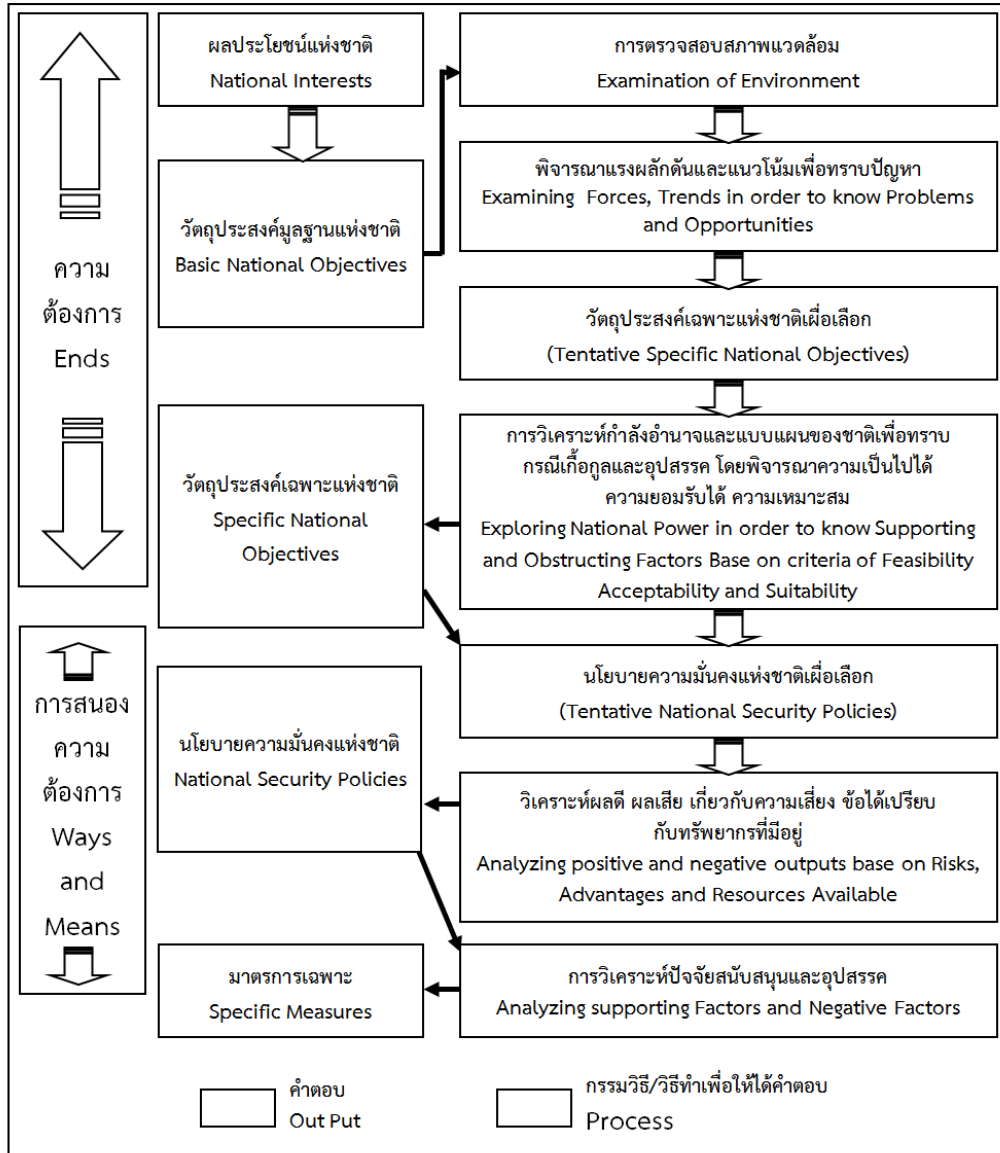 ผลประโยชน์แห่งชาติ
National Interests
การตรวจสอบสภาพแวดล้อม
Examination of Environment
วัตถุประสงค์มูลฐานแห่งชาติ
Basic National Objectives
พิจารณาแรงผลักดันและแนวโน้มเพื่อทราบปัญหา
Examining Forces, Trends in order to know Problems
and Opportunities
ความ
ต้องการ
Ends
วัตถุประสงค์เฉพาะแห่งชาติเผื่อเลือก
(Tentative Specific National Objectives)
วัตถุประสงค์เฉพาะแห่งชาติ
Specific National
Objectives
การวิเคราะห์กำลังอำนาจและแบบแผนของชาติเพื่อทราบ
กรณีเกื้อกูลและอุปสรรค โดยพิจารณาความเป็นไปได้
ความยอมรับได้ ความเหมาะสม
Exploring National Power in order to know Supporting
and Obstructing Factors Base on criteria of Feasibility
Acceptability and Suitability
การสนอง
ความ
ต้องการ
Ways
and
Means
นโยบายความมั่นคงแห่งชาติเผื่อเลือก
(Tentative National Security Policies)
นโยบายความมั่นคงแห่งชาติ
National Security Policies
วิเคราะห์ผลดี ผลเสีย เกี่ยวกับความเสี่ยง ข้อได้เปรียบ
กับทรัพยากรที่มีอยู่
Analyzing positive and negative outputs base on Risks,
Advantages and Resources Available
มาตรการเฉพาะ
Specific Measures
การวิเคราะห์ปัจจัยสนับสนุนและอุปสรรค
Analyzing supporting Factors and Negative Factors
คำตอบ
Out Put
กรรมวิธี/วิธีทำเพื่อให้ได้คำตอบ
Process